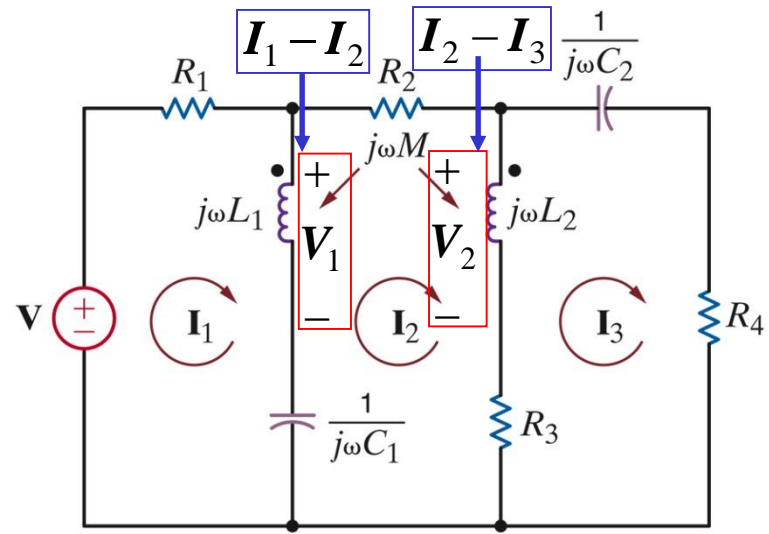 I₁ − I₂
I₂ − I₃
1
jωC₂
R₁
R₂
jωM
+
+
jωL₁
V₁
V₂
jωL₂
−
−
V
+
−
I₁
I₂
I₃
R₄
1
jωC₁
R₃